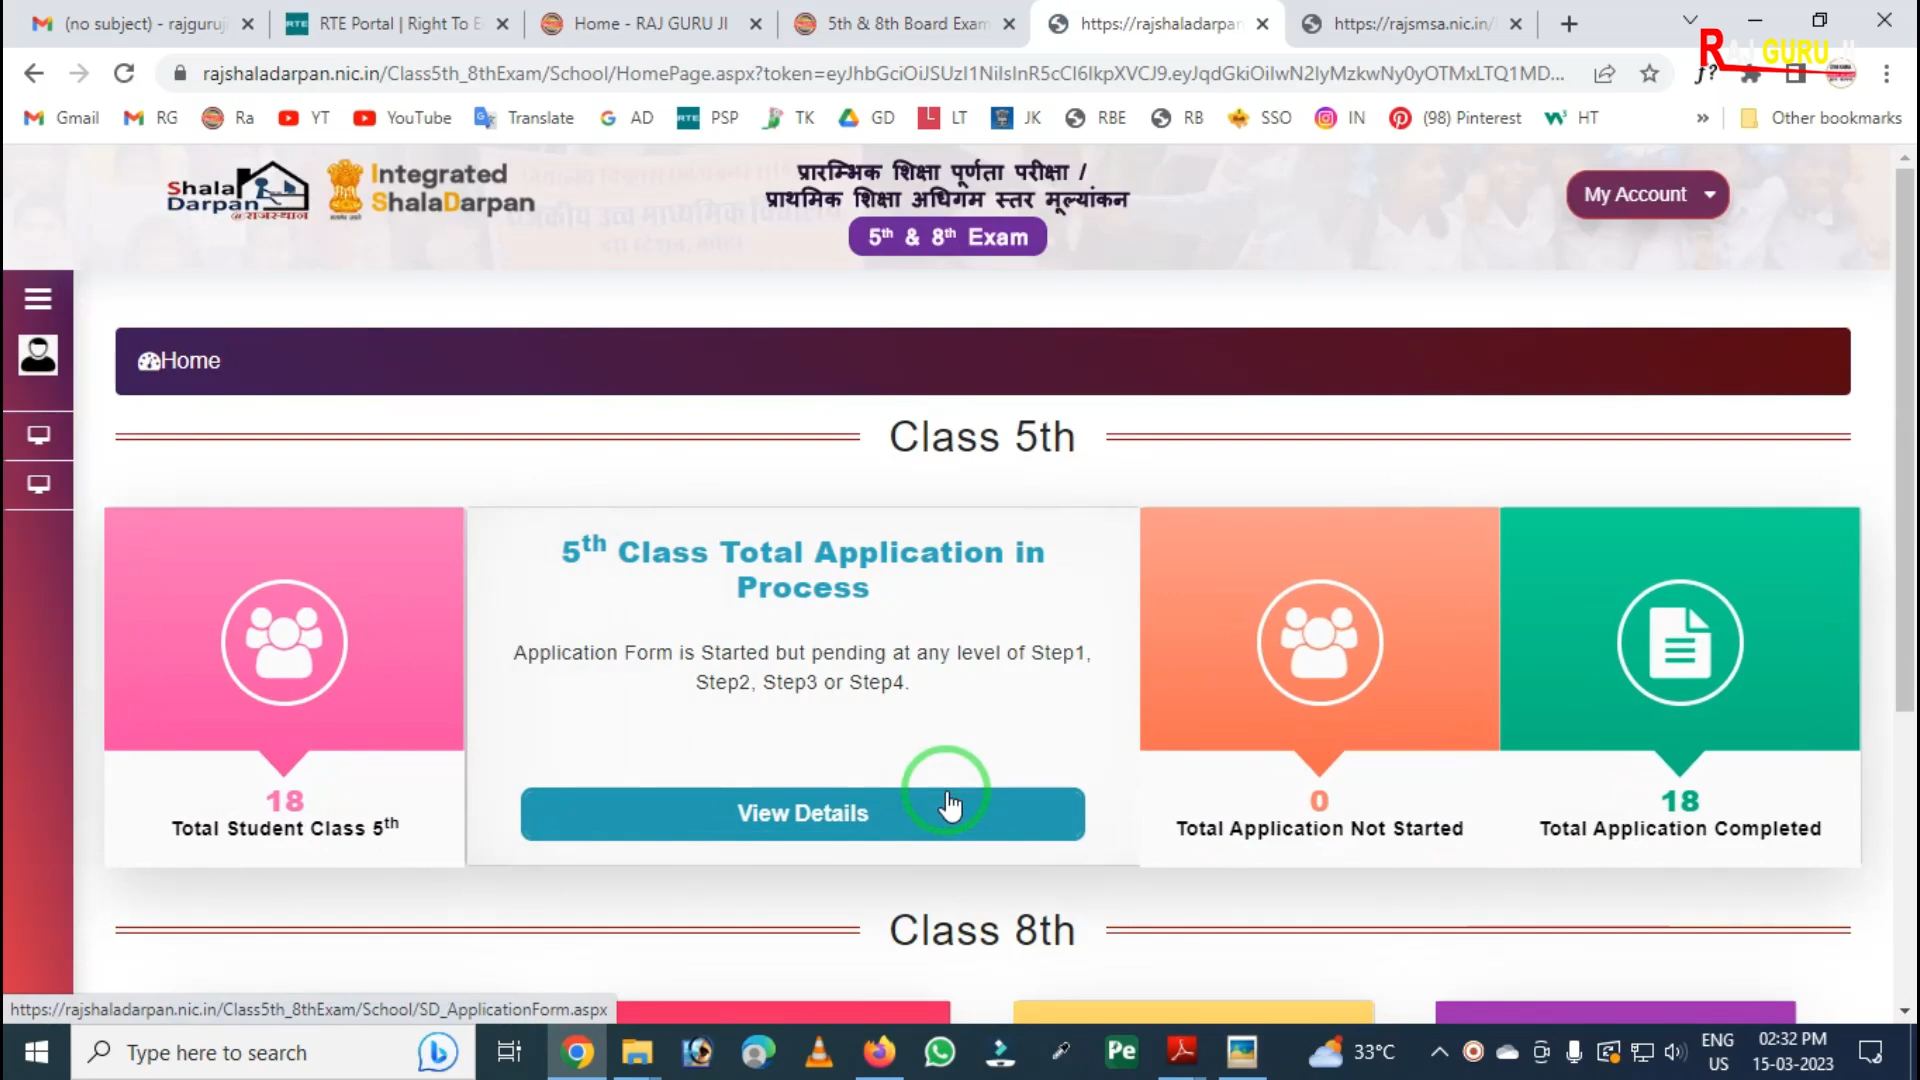 (no subject) - rajguruj
RTE Portal | Right To E
Home - RAJ GURU JI
5th & 8th Board Exam
https://rajshaladarpan
https://rajsmsa.nic.in/
R GURU
rajshaladarpan.nic.in/Class5th_8thExam/School/HomePage.aspx?token=eyJhbGciOiJSUzI1NiIsInR5cCI6IkpXVCJ9.eyJqdGkiOiIwN2IyMzkwNy0yOTMxLTQ1MD...
f?
Gmail
RG
Ra
YT
YouTube
Translate
AD
PSP
TK
GD
LT
JK
RBE
RB
SSO
IN
(98) Pinterest
HT
Other bookmarks
Shala Darpan @राजस्थान
Integrated
ShalaDarpan
प्रारम्भिक शिक्षा पूर्णता परीक्षा /
प्राथमिक शिक्षा अधिगम स्तर मूल्यांकन
5th & 8th Exam
My Account
Home
Class 5th
5th Class Total Application in
Process
Application Form is Started but pending at any level of Step1,
Step2, Step3 or Step4.
View Details
18
Total Student Class 5th
0
Total Application Not Started
18
Total Application Completed
Class 8th
https://rajshaladarpan.nic.in/Class5th_8thExam/School/SD_ApplicationForm.aspx
Type here to search
Pe
33°C
ENG
US
02:32 PM
15-03-2023